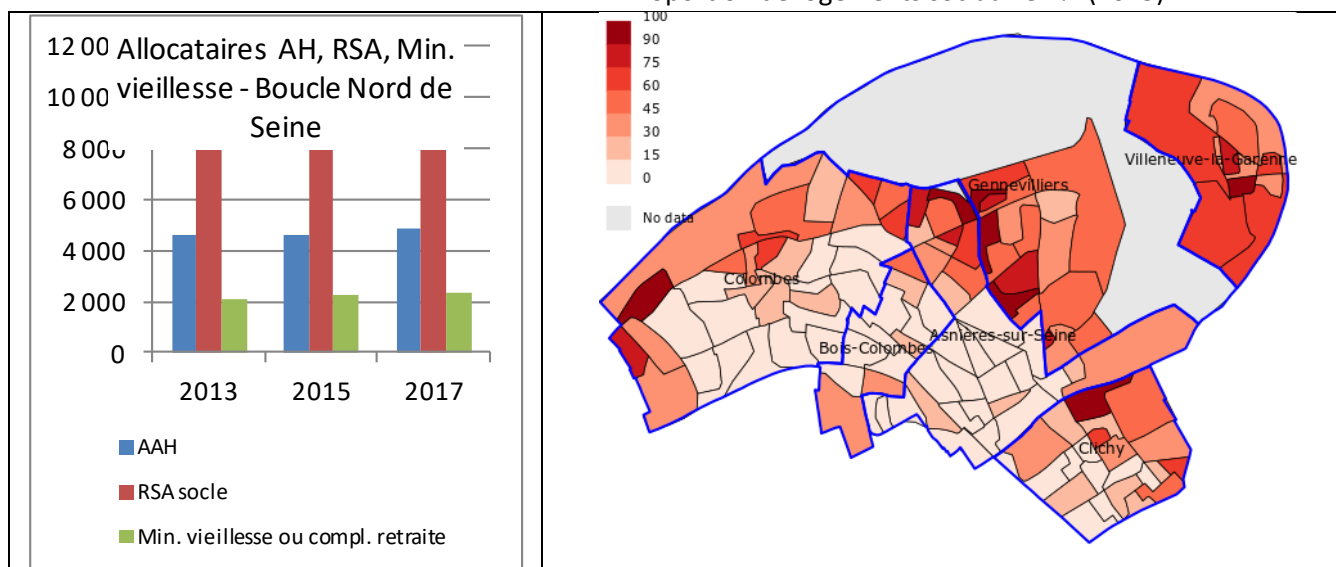 12 00
Allocataires AH, RSA, Min.
vieillesse - Boucle Nord de
Seine
10 00
8 000
6 000
4 000
2 000
0
2013 2015 2017
AAH
RSA socle
Min. vieillesse ou compl. retraite
100
90
75
60
45
30
15
0
No data
Villeneuve-la-Garenne
Gennevilliers
Colombes
Asnières-sur-Seine
Bois-Colombes
Clichy